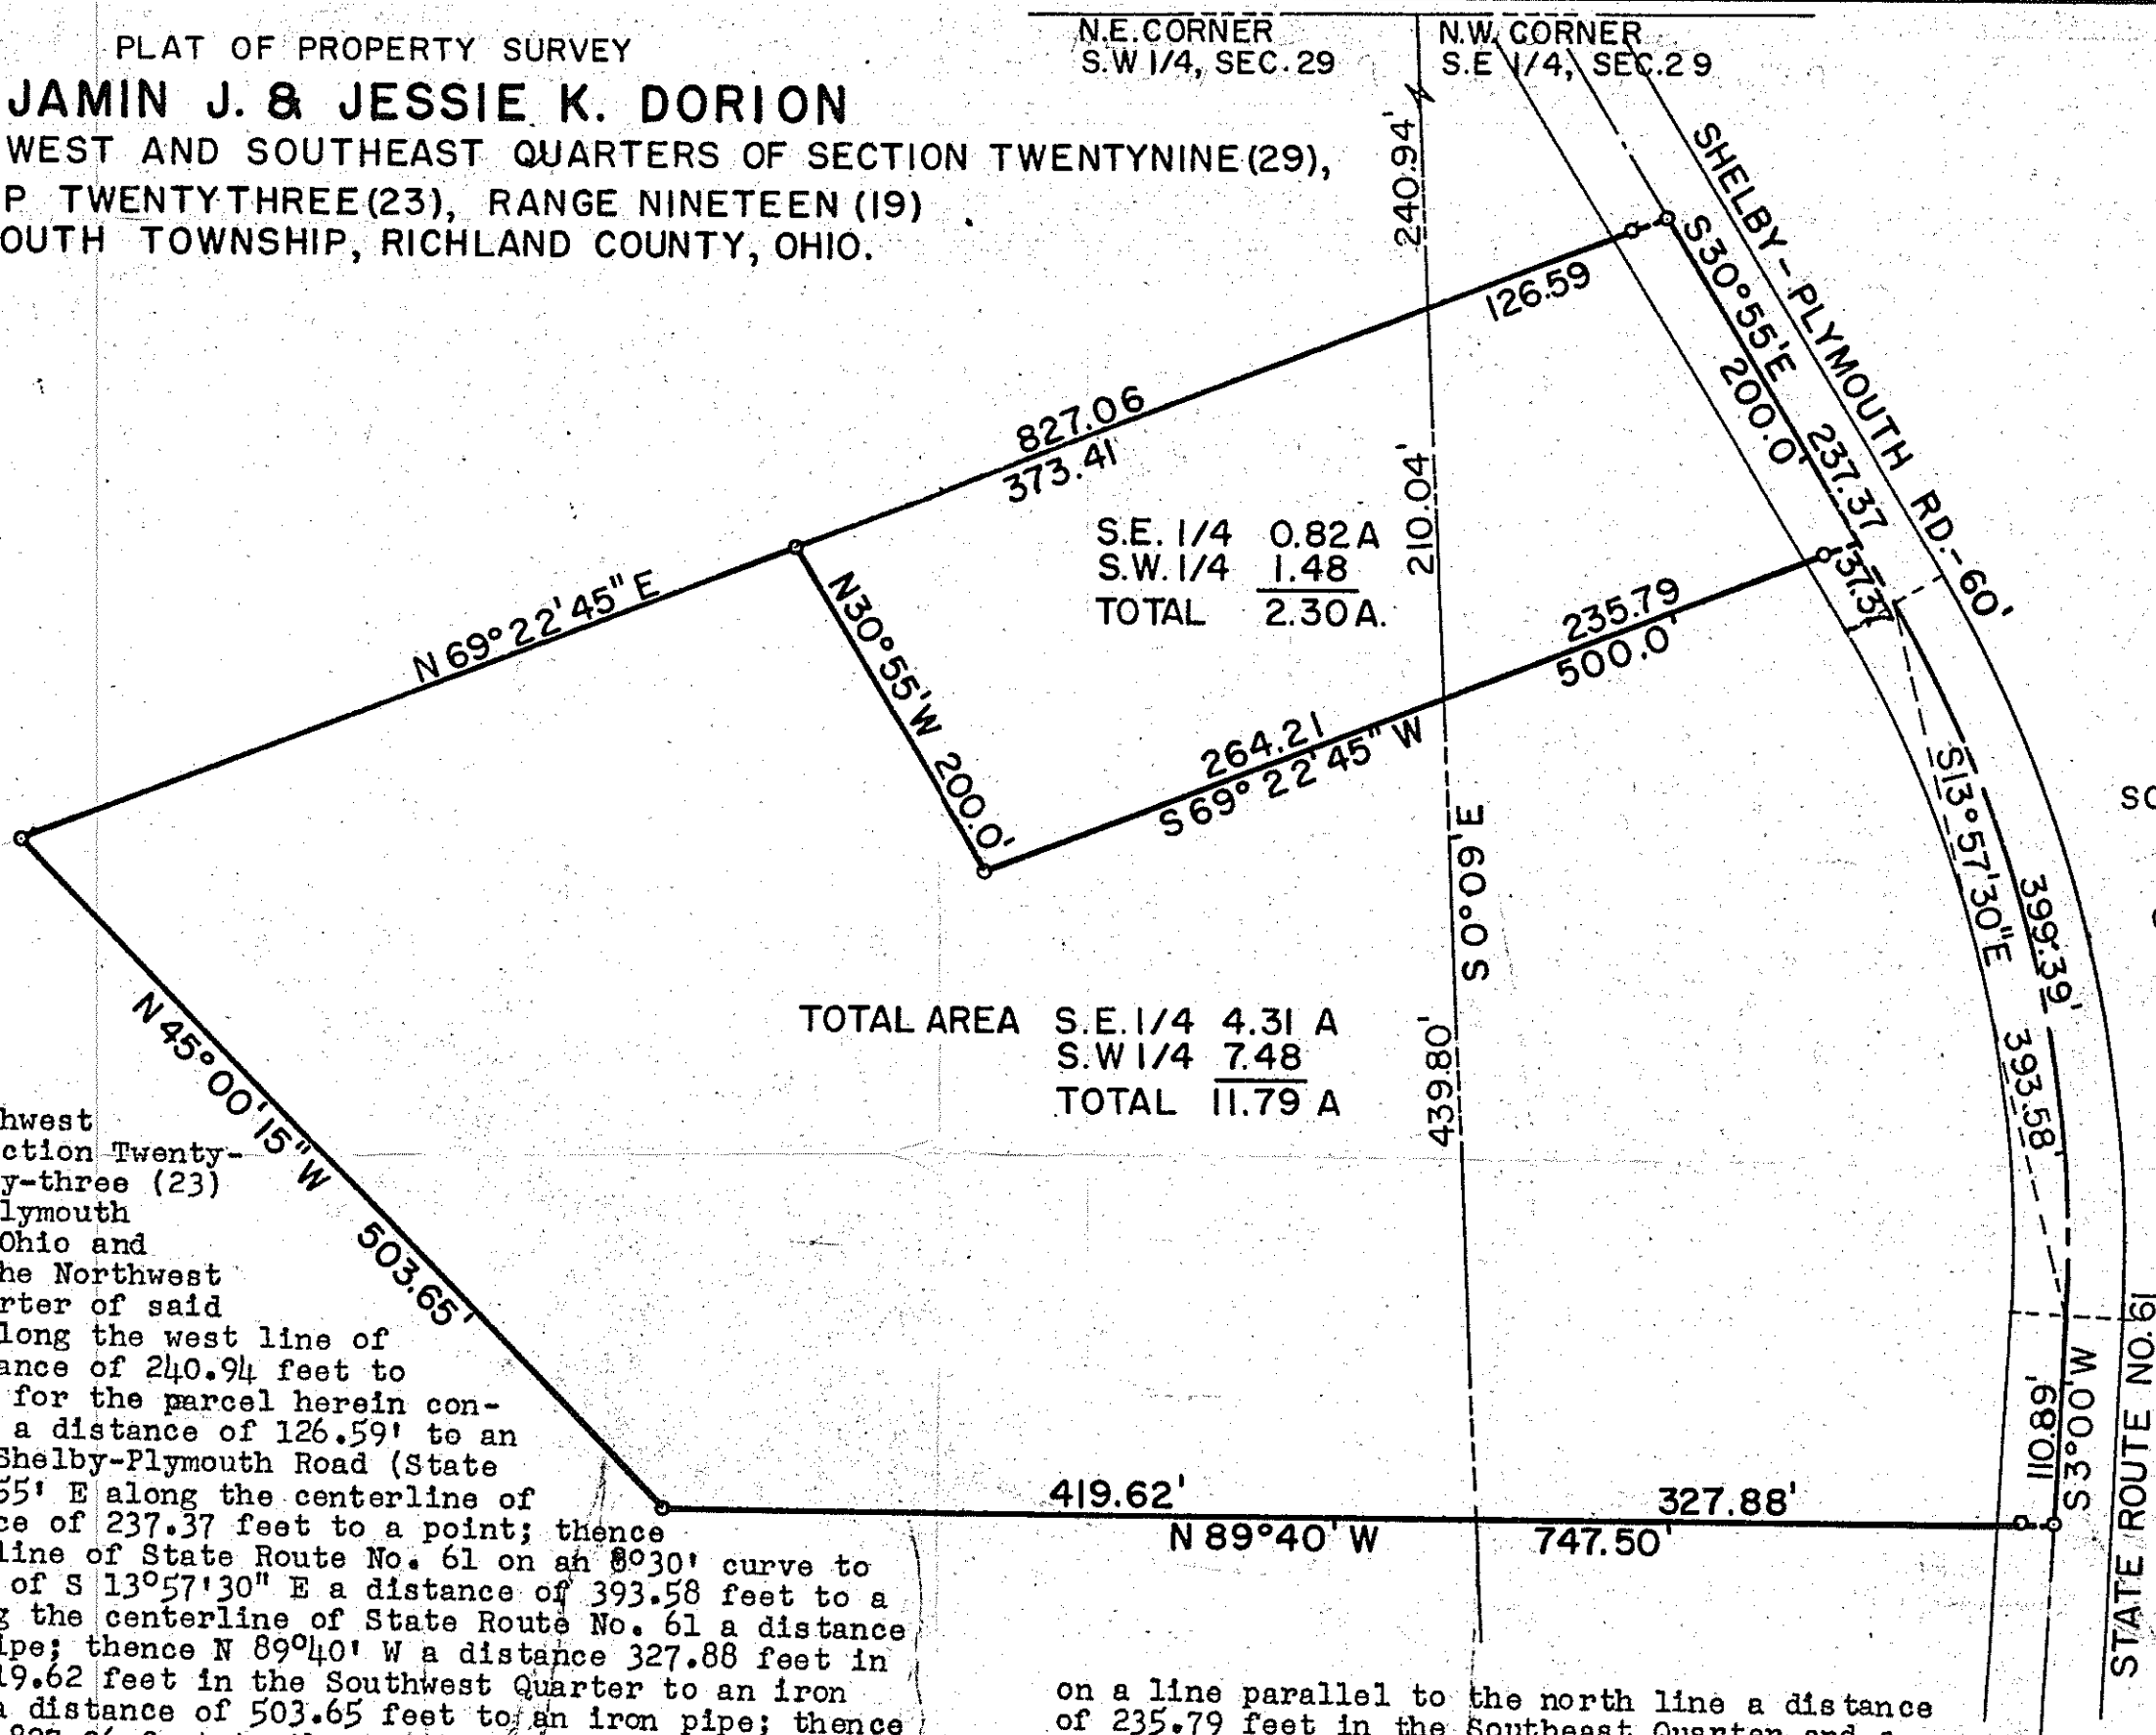 PLAT OF PROPERTY SURVEY
JAMIN J. & JESSIE K. DORION
WEST AND SOUTHEAST QUARTERS OF SECTION TWENTYNINE (29),
P TWENTYTHREE (23), RANGE NINETEEN (19)
OUTH TOWNSHIP, RICHLAND COUNTY, OHIO.
N.E. CORNER
S.W 1/4, SEC. 29
N.W. CORNER
S.E 1/4, SEC. 29
240.94'
SHELBY-PLYMOUTH RD.-60'
S30°55'E 237.37
200.0'
37.37
126.59
827.06
373.41
N 69°22'45" E
210.04'
S.E. 1/4 0.82 A
S.W. 1/4 1.48
TOTAL 2.30 A.
N30°55'W 200.0'
235.79
500.0'
264.21
S 69°22'45" W
S 0°09'E
S13°57'30"E 393.58'
399.39'
SO
TOTAL AREA S.E. 1/4 4.31 A
S.W 1/4 7.48
TOTAL 11.79 A
439.80'
N 45°00'15" W 503.65'
110.89'
S3°00'W
STATE ROUTE NO. 61
419.62'
327.88'
N 89°40' W 747.50'
hwest
ction Twenty-
y-three (23)
lymouth
Ohio and
he Northwest
rter of said
long the west line of
ance of 240.94 feet to
for the parcel herein con-
a distance of 126.59' to an
Shelby-Plymouth Road (State
55' E along the centerline of
ce of 237.37 feet to a point; thence
line of State Route No. 61 on an 8°30' curve to
of S 13°57'30" E a distance of 393.58 feet to a
g the centerline of State Route No. 61 a distance
ipe; thence N 89°40' W a distance 327.88 feet in
19.62 feet in the Southwest Quarter to an iron
a distance of 503.65 feet to an iron pipe; thence
on a line parallel to the north line a distance
of 235.79 feet in the Southeast Quarter and